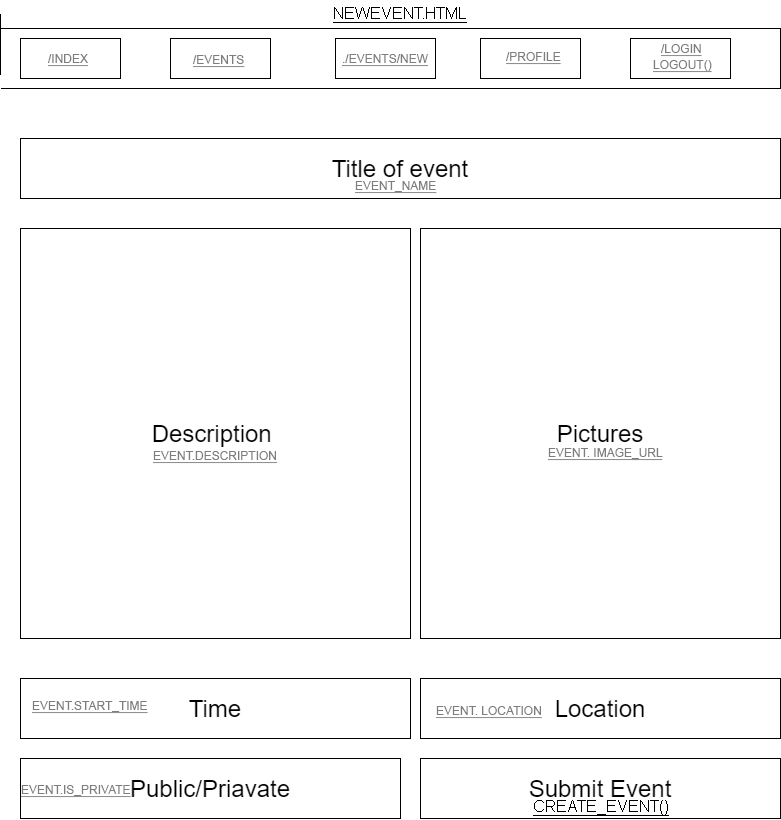 NEWEVENT.HTML
/INDEX
/EVENTS
./EVENTS/NEW
/PROFILE
/LOGIN
LOGOUT()
Title of event
EVENT_NAME
Description
EVENT.DESCRIPTION
Pictures
EVENT. IMAGE_URL
EVENT.START_TIME Time
EVENT. LOCATION Location
EVENT.IS_PRIVATE Public/Priavate
Submit Event
CREATE_EVENT()